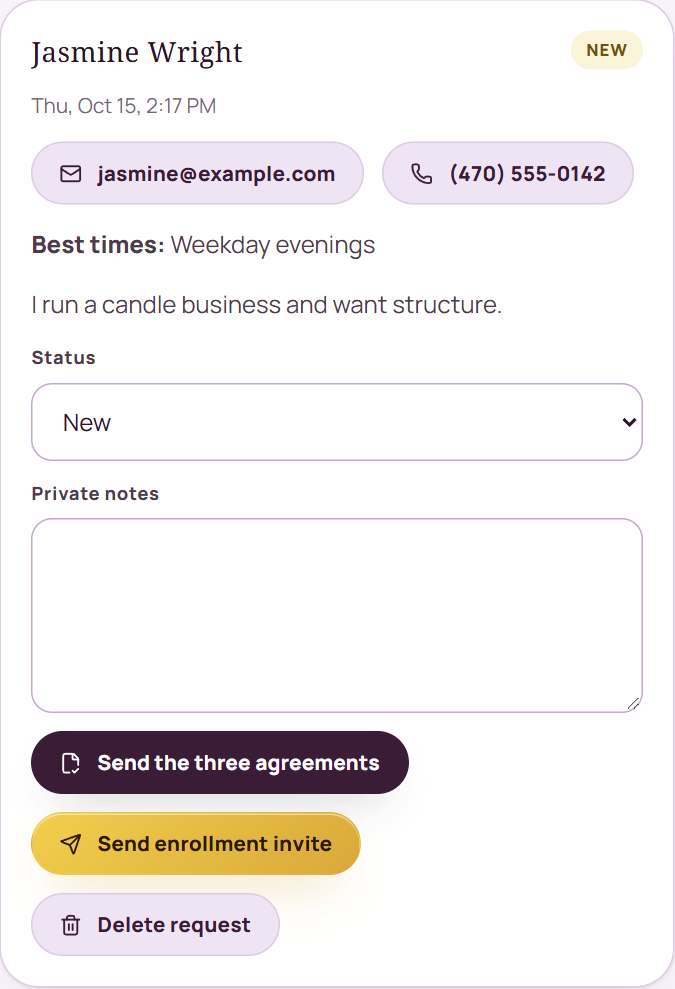 Jasmine Wright
NEW
Thu, Oct 15, 2:17 PM
jasmine@example.com
(470) 555-0142
Best times: Weekday evenings
I run a candle business and want structure.
Status
New
Private notes
Send the three agreements
Send enrollment invite
Delete request